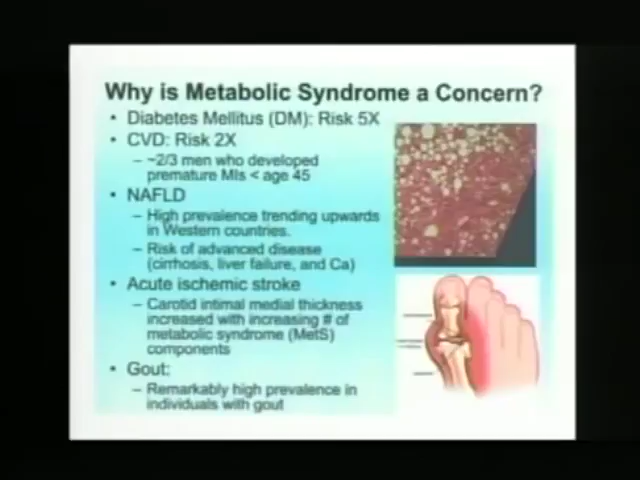 Why is Metabolic Syndrome a Concern?
• Diabetes Mellitus (DM): Risk 5X
• CVD: Risk 2X
– ~2/3 men who developed
premature MIs < age 45
• NAFLD
– High prevalence trending upwards
in Western countries.
– Risk of advanced disease
(cirrhosis, liver failure, and Ca)
• Acute ischemic stroke
– Carotid intimal medial thickness
increased with increasing # of
metabolic syndrome (MetS)
components
• Gout:
– Remarkably high prevalence in
individuals with gout